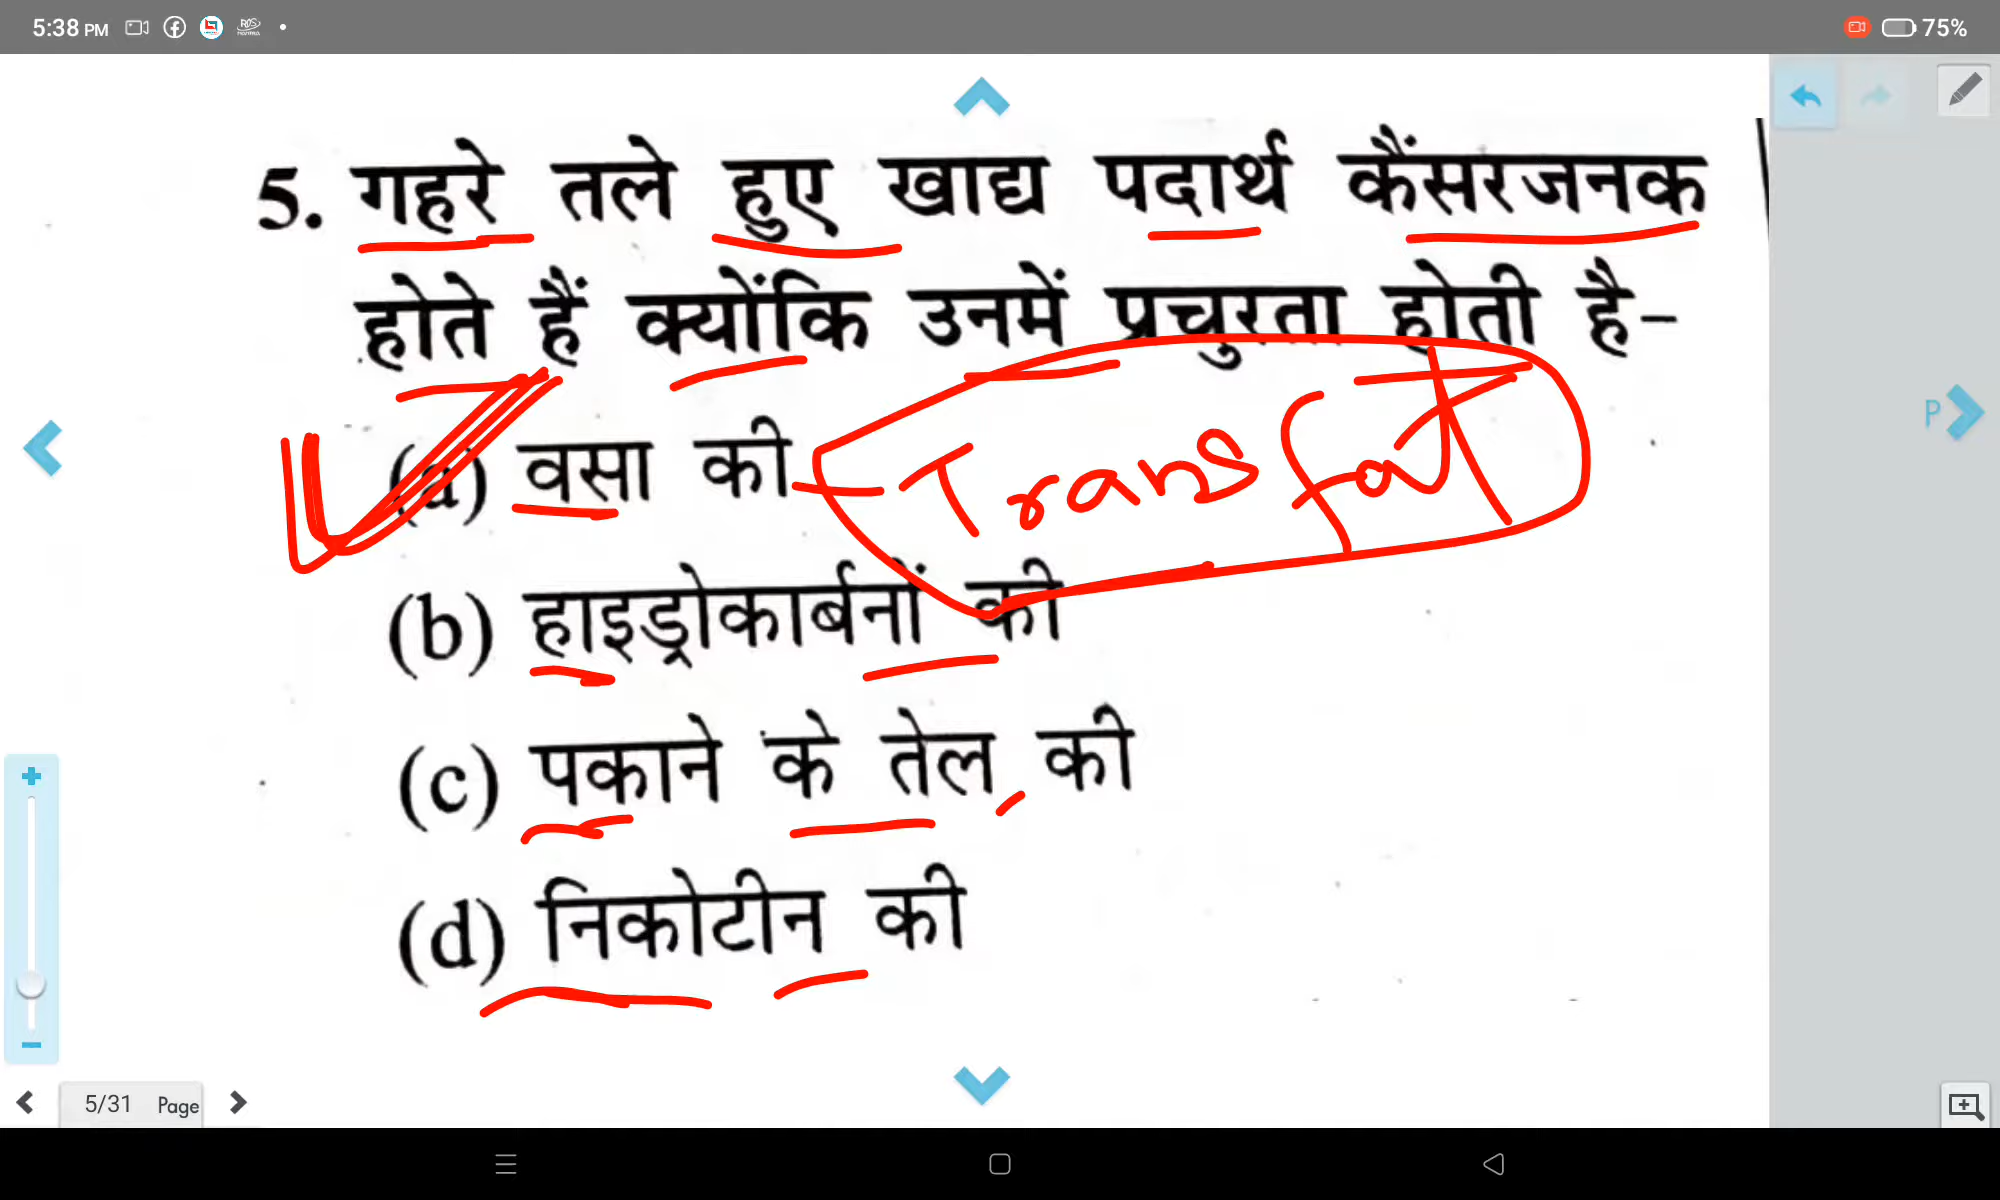 5:38 PM 75%
5. गहरे तले हुए खाद्य पदार्थ कैंसरजनक
होते हैं क्योंकि उनमें प्रचुरता होती है-
(a) वसा की Trans fat
(b) हाइड्रोकार्बनों की
(c) पकाने के तेल की
(d) निकोटीन की
P
5/31 Page